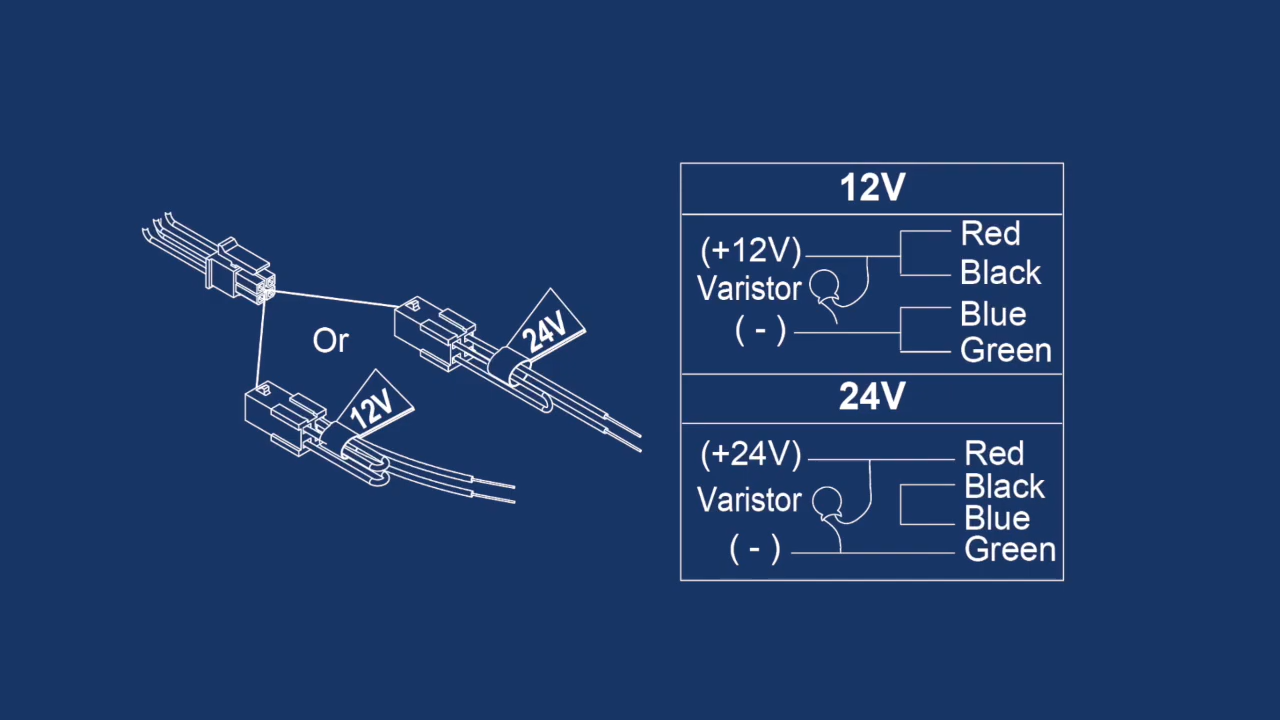 Or
24V
12V
12V
(+12V)
Varistor
( - )
Red
Black
Blue
Green
24V
(+24V)
Varistor
( - )
Red
Black
Blue
Green